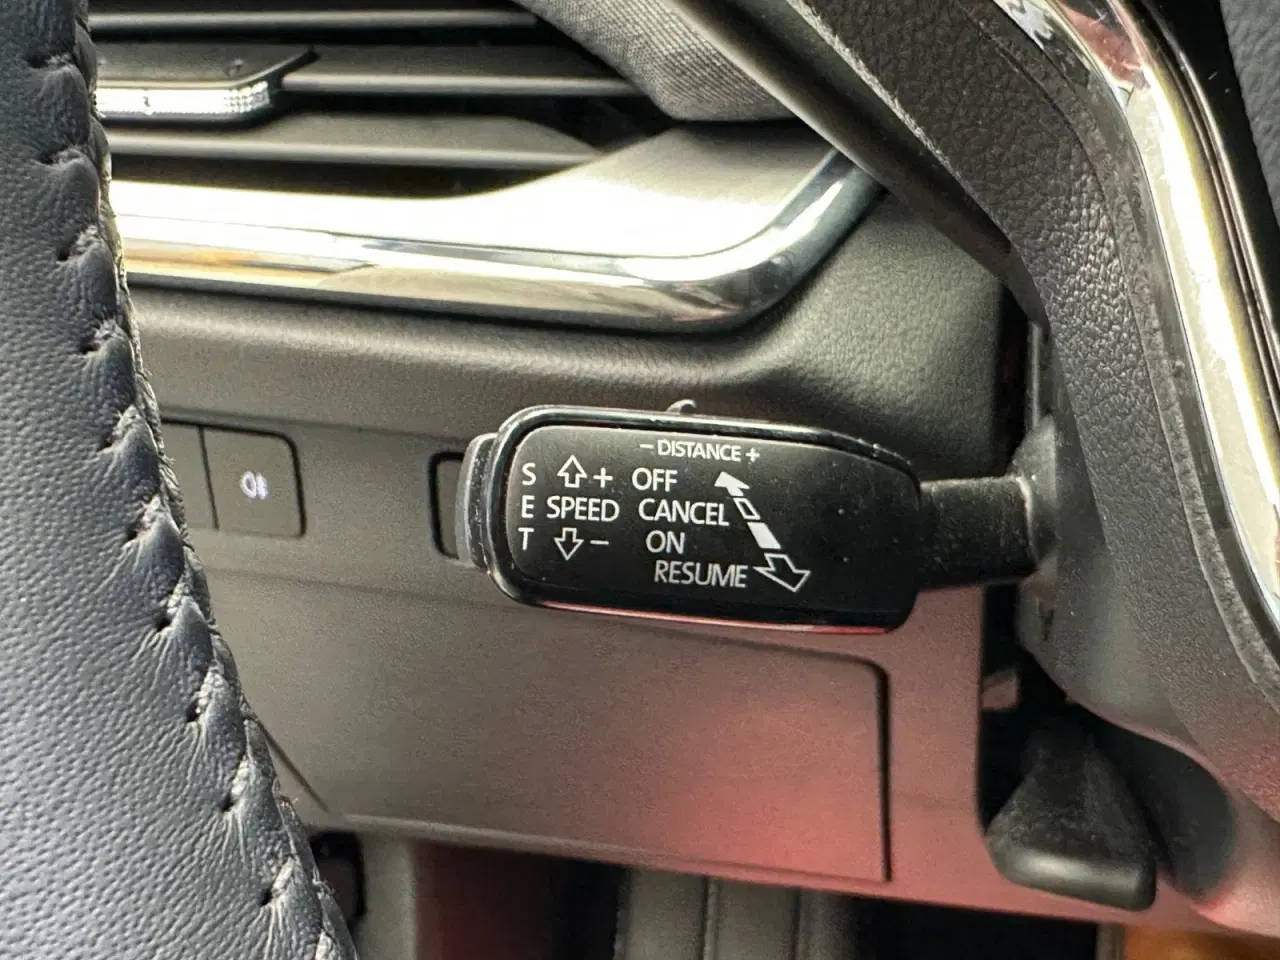 − DISTANCE +
S + OFF
E SPEED CANCEL
T − ON
RESUME